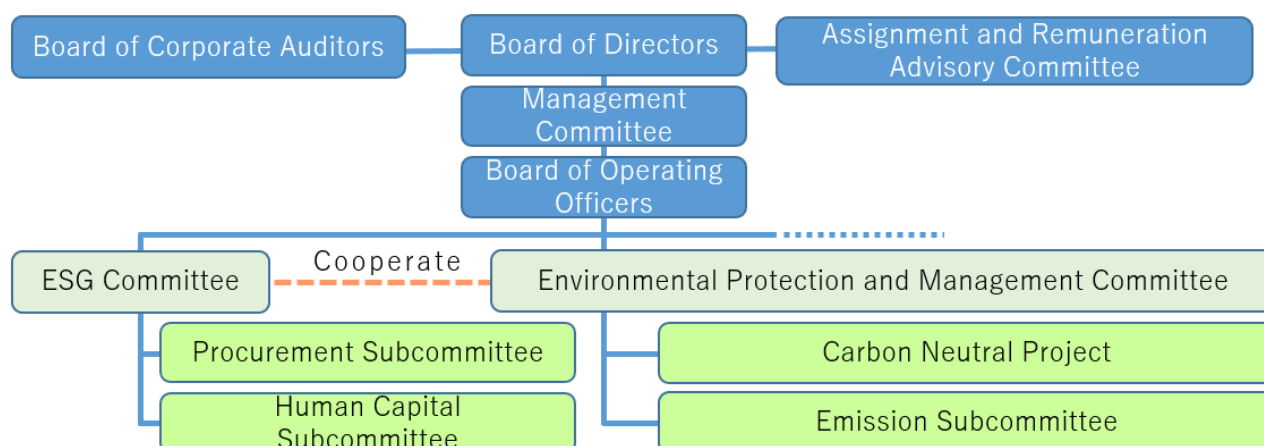 Board of Corporate Auditors
Board of Directors
Assignment and Remuneration
Advisory Committee
Management
Committee
Board of Operating
Officers
ESG Committee
Cooperate
Environmental Protection and Management Committee
Procurement Subcommittee
Carbon Neutral Project
Human Capital
Subcommittee
Emission Subcommittee